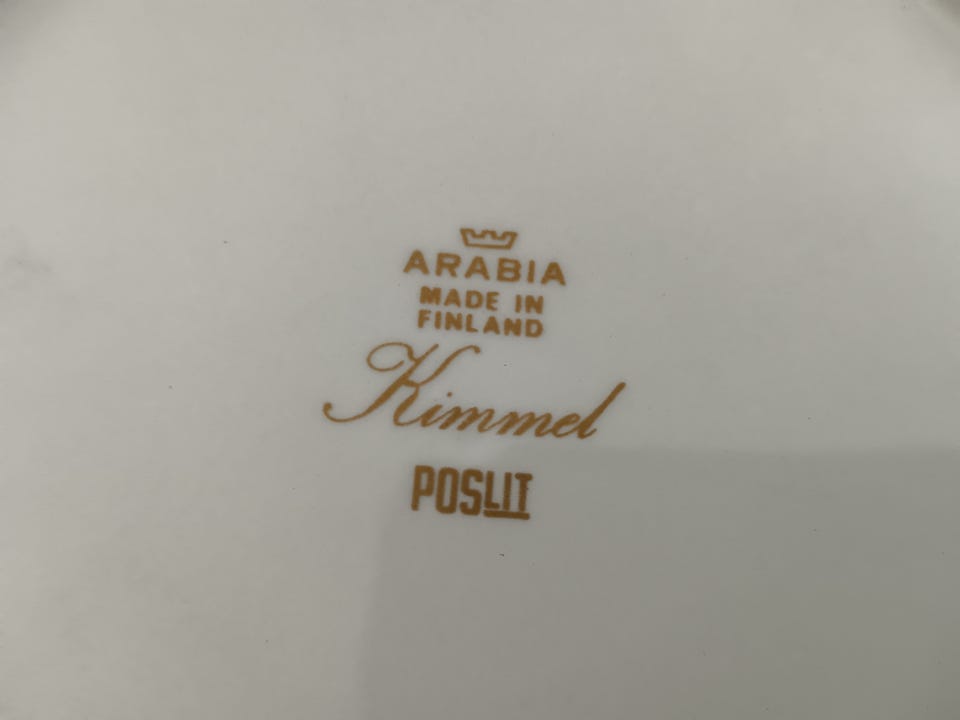 ARABIA
MADE IN
FINLAND
Kimmel
POSLIT